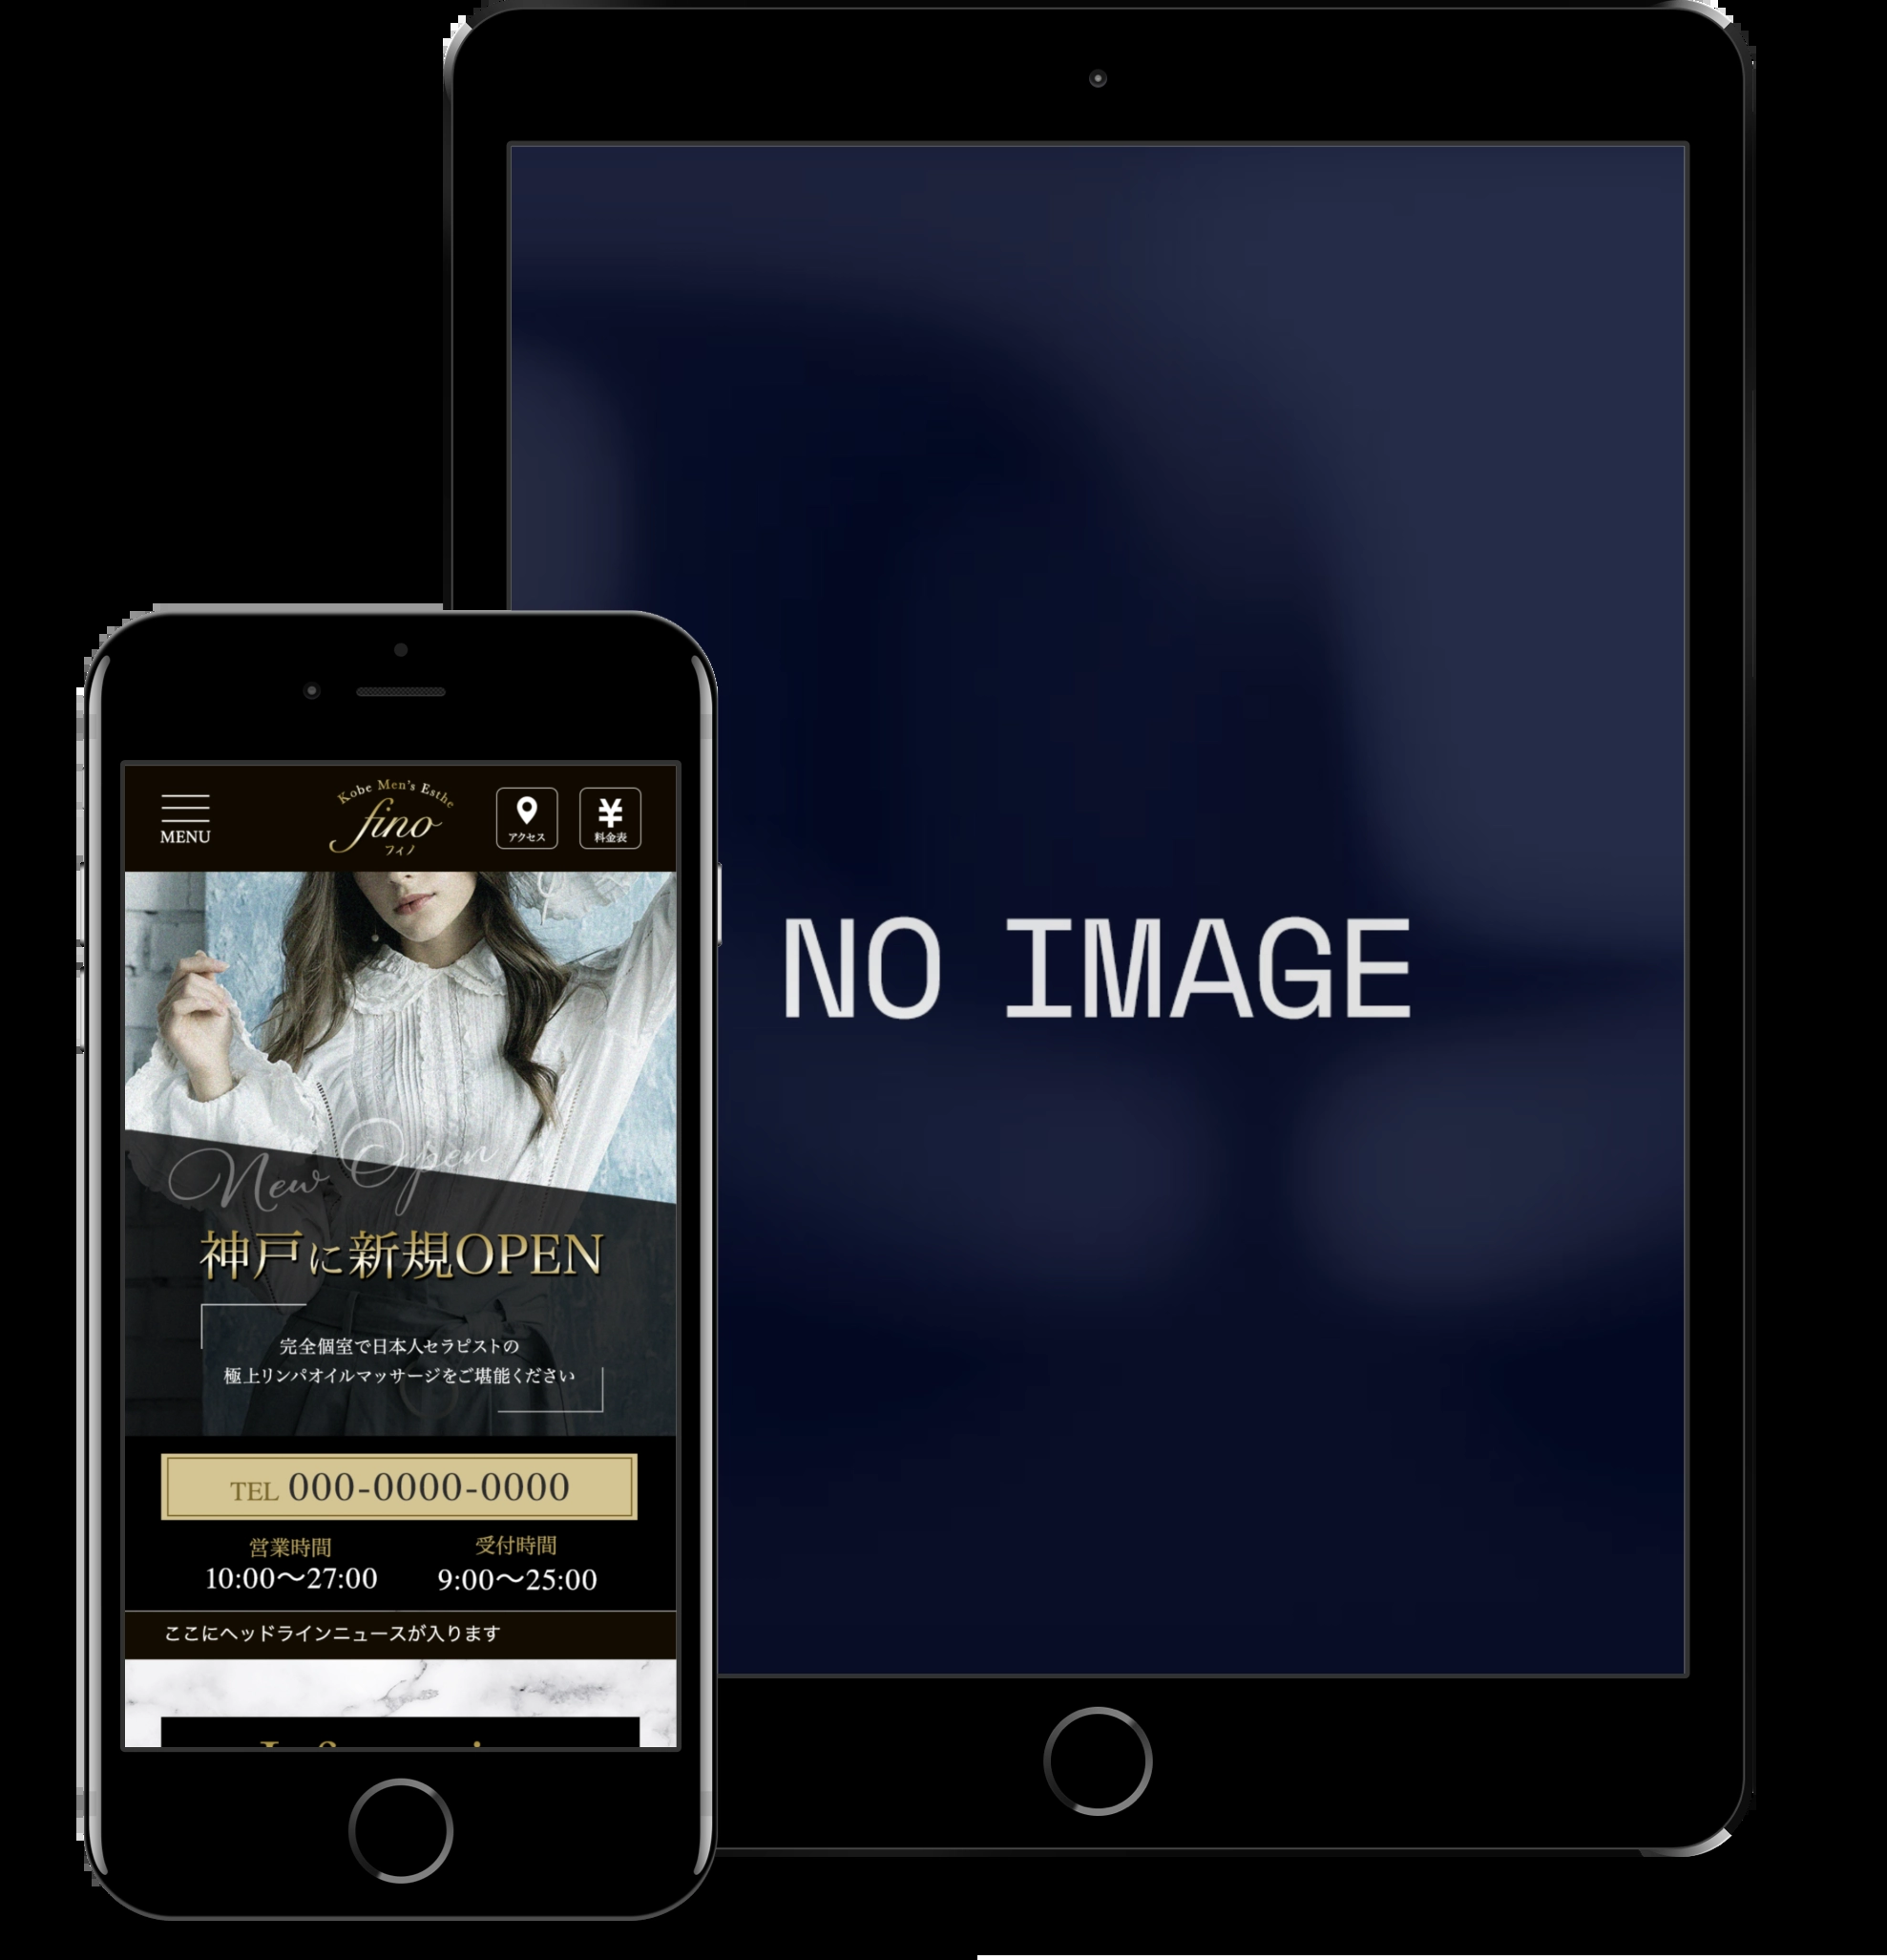 Kobe Men's Esthe
fino
フィノ
MENU
アクセス
料金表
New Open
神戸に新規OPEN
完全個室で日本人セラピストの
極上リンパオイルマッサージをご堪能ください
TEL 000-0000-0000
営業時間 受付時間
10:00〜27:00 9:00〜25:00
ここにヘッドラインニュースが入ります
NO IMAGE